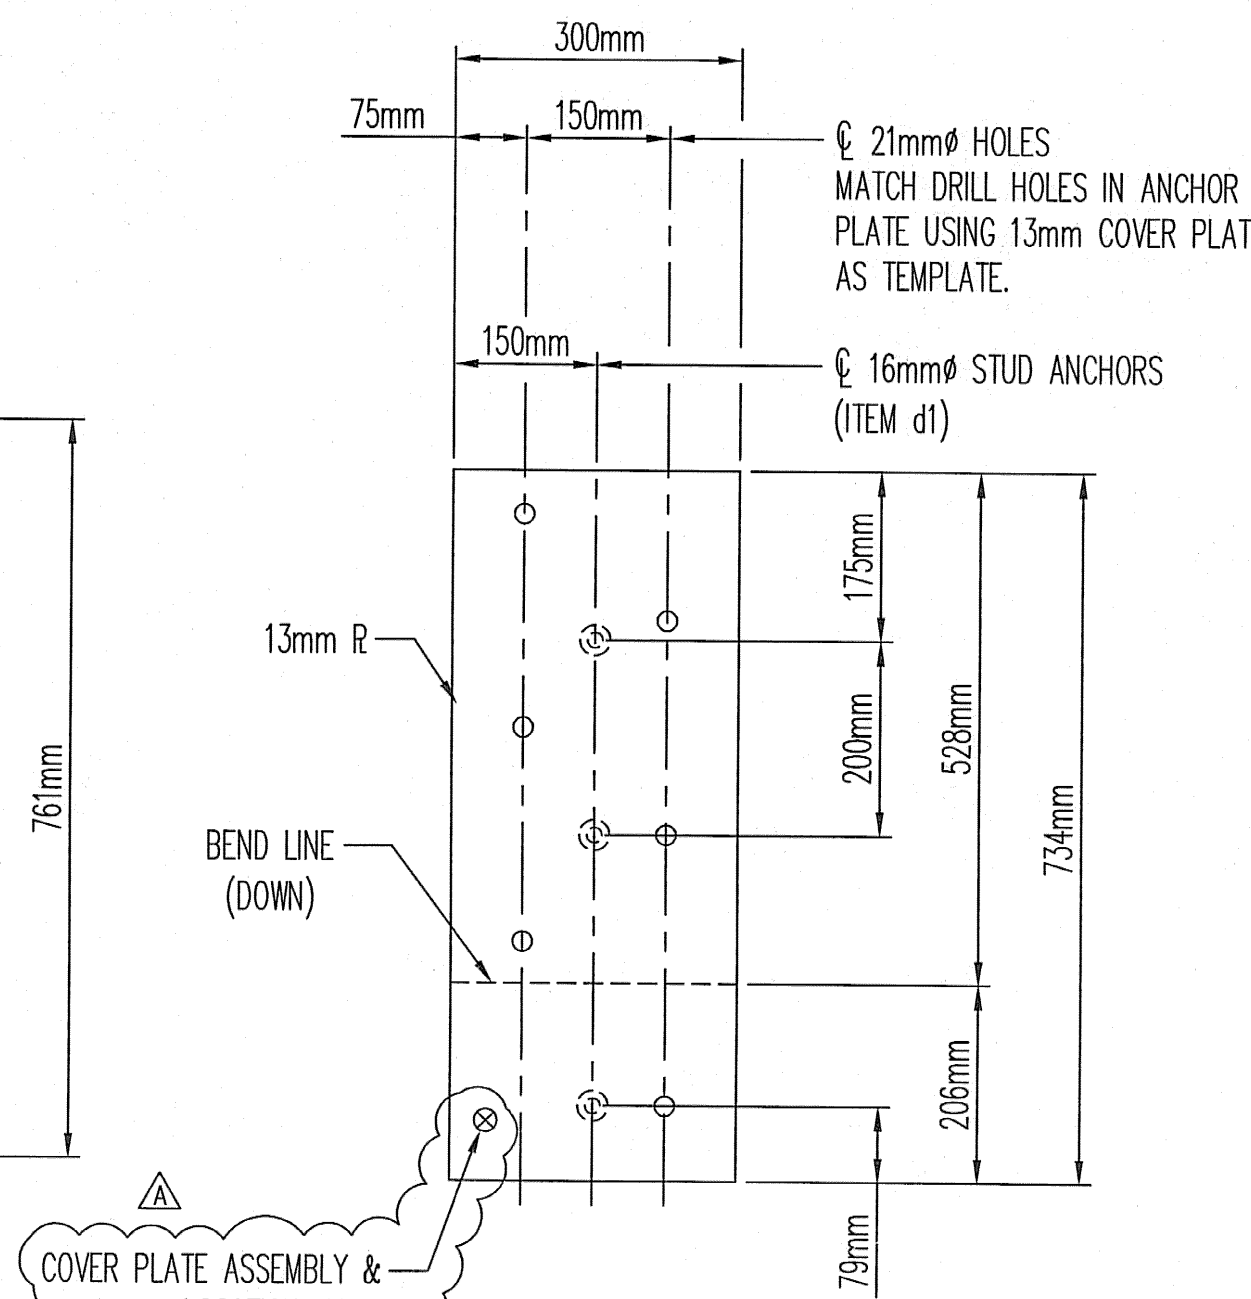 300mm
75mm
150mm
℄ 21mmø HOLES
MATCH DRILL HOLES IN ANCHOR
PLATE USING 13mm COVER PLAT
AS TEMPLATE.
150mm
℄ 16mmø STUD ANCHORS
(ITEM d1)
175mm
13mm ⅊
200mm
528mm
761mm
734mm
BEND LINE
(DOWN)
206mm
A
79mm
COVER PLATE ASSEMBLY &